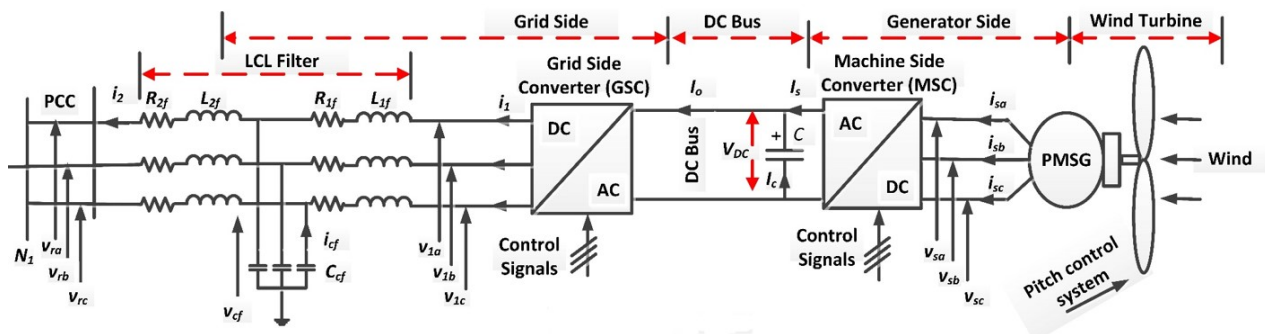 Grid Side
DC Bus
Generator Side
Wind Turbine
LCL Filter
Grid Side
Converter (GSC)
Machine Side
Converter (MSC)
PCC
i2
R2f
L2f
R1f
L1f
i1
Io
Is
isa
DC
AC
DC Bus
VDC
+
C
Ic
AC
DC
isb
isc
PMSG
Wind
N1
vra
vrb
vrc
vcf
icf
Ccf
v1a
v1b
v1c
Control
Signals
Control
Signals
vsa
vsb
vsc
Pitch control
system